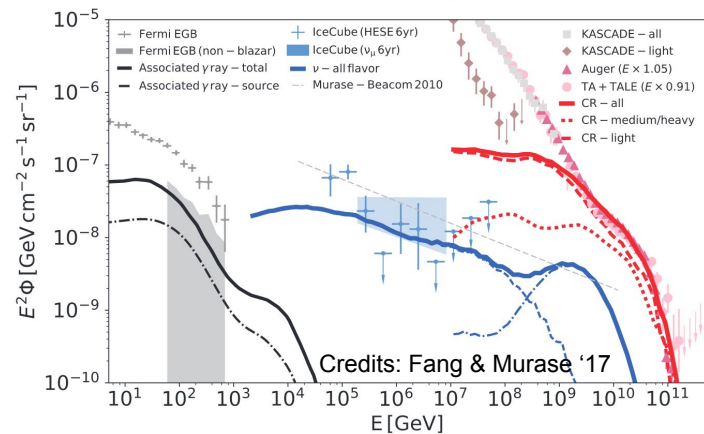 Fermi EGB
Fermi EGB (non − blazar)
Associated γ ray − total
Associated γ ray − source
IceCube (HESE 6yr)
IceCube (νμ 6yr)
ν − all flavor
Murase − Beacom 2010
KASCADE − all
KASCADE − light
Auger (E × 1.05)
TA + TALE (E × 0.91)
CR − all
CR − medium/heavy
CR − light
10⁻⁵
10⁻⁶
10⁻⁷
10⁻⁸
10⁻⁹
10⁻¹⁰
E²Φ [GeV cm⁻² s⁻¹ sr⁻¹]
Credits: Fang & Murase ‘17
10¹ 10² 10³ 10⁴ 10⁵ 10⁶ 10⁷ 10⁸ 10⁹ 10¹⁰ 10¹¹
E [GeV]